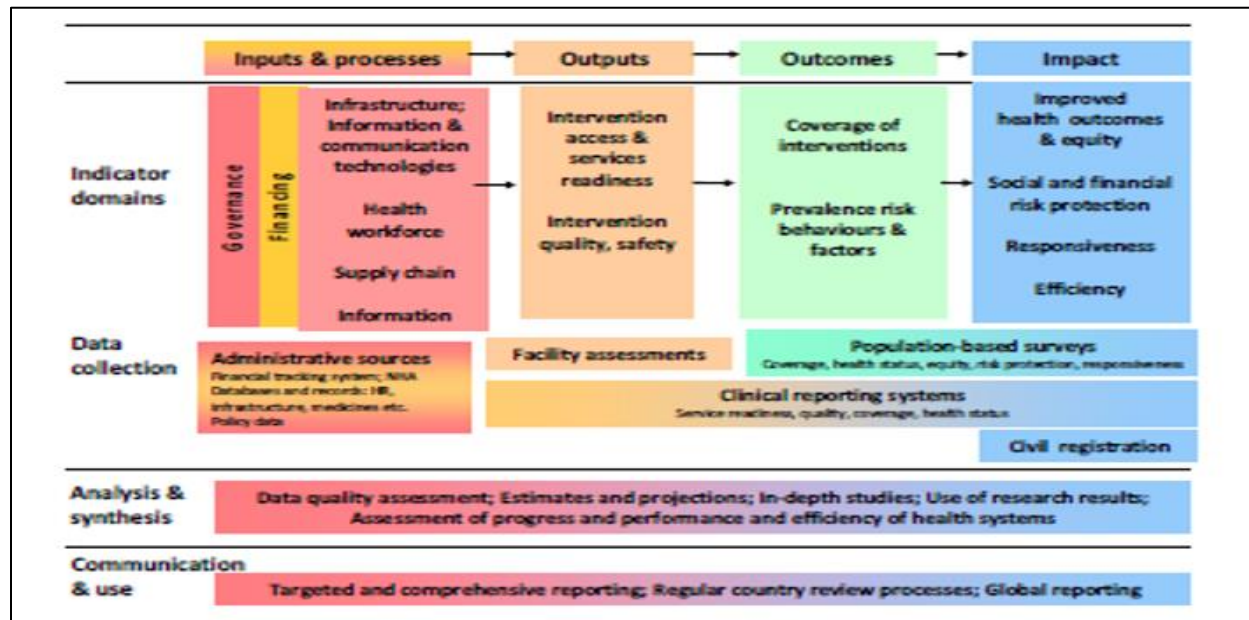 Inputs & processes
Outputs
Outcomes
Impact
Indicator
domains
Governance
Financing
Infrastructure;
Information &
communication
technologies
Health
workforce
Supply chain
Information
Intervention
access &
services
readiness
Intervention
quality, safety
Coverage of
interventions
Prevalence risk
behaviours &
factors
Improved
health outcomes
& equity
Social and financial
risk protection
Responsiveness
Efficiency
Data
collection
Administrative sources
Financial tracking system; NHA
Databases and records: HR,
infrastructure, medicines etc.
Policy data
Facility assessments
Population-based surveys
Coverage, health status, equity, risk protection, responsiveness
Clinical reporting systems
Service readiness, quality, coverage, health status
Civil registration
Analysis &
synthesis
Data quality assessment; Estimates and projections; In-depth studies; Use of research results;
Assessment of progress and performance and efficiency of health systems
Communication
& use
Targeted and comprehensive reporting; Regular country review processes; Global reporting